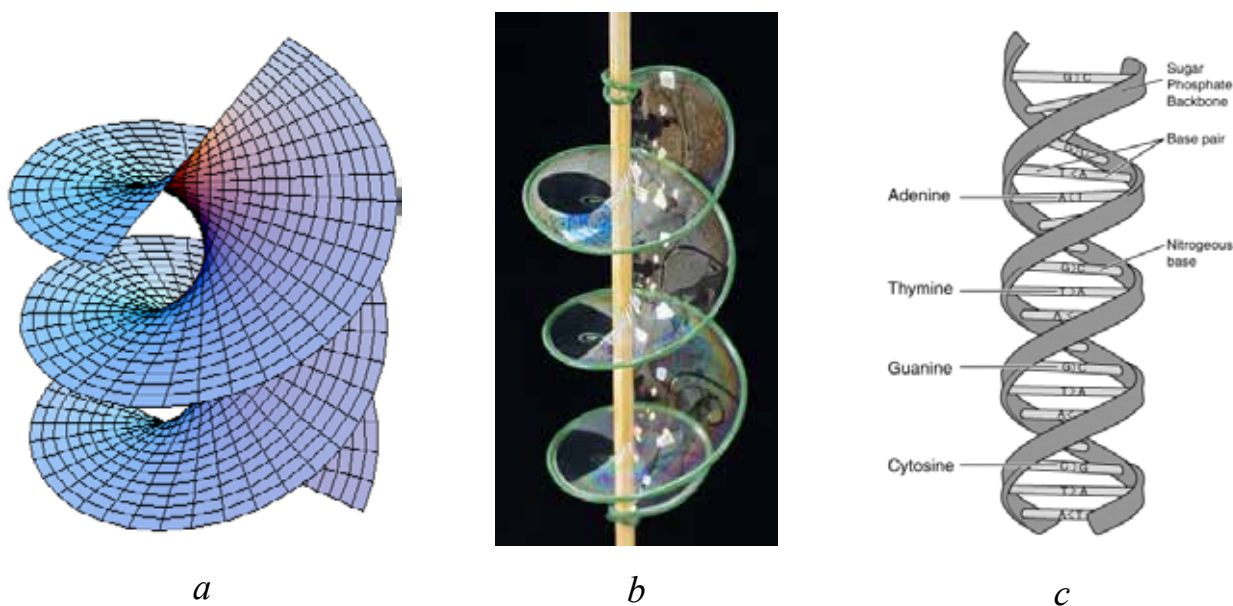 Sugar
Phosphate
Backbone
G C
Base pair
T A
Adenine
A T
Nitrogeous
base
G C
Thymine
T A
Guanine
G C
T A
Cytosine
G G
T A
A T
a
b
c